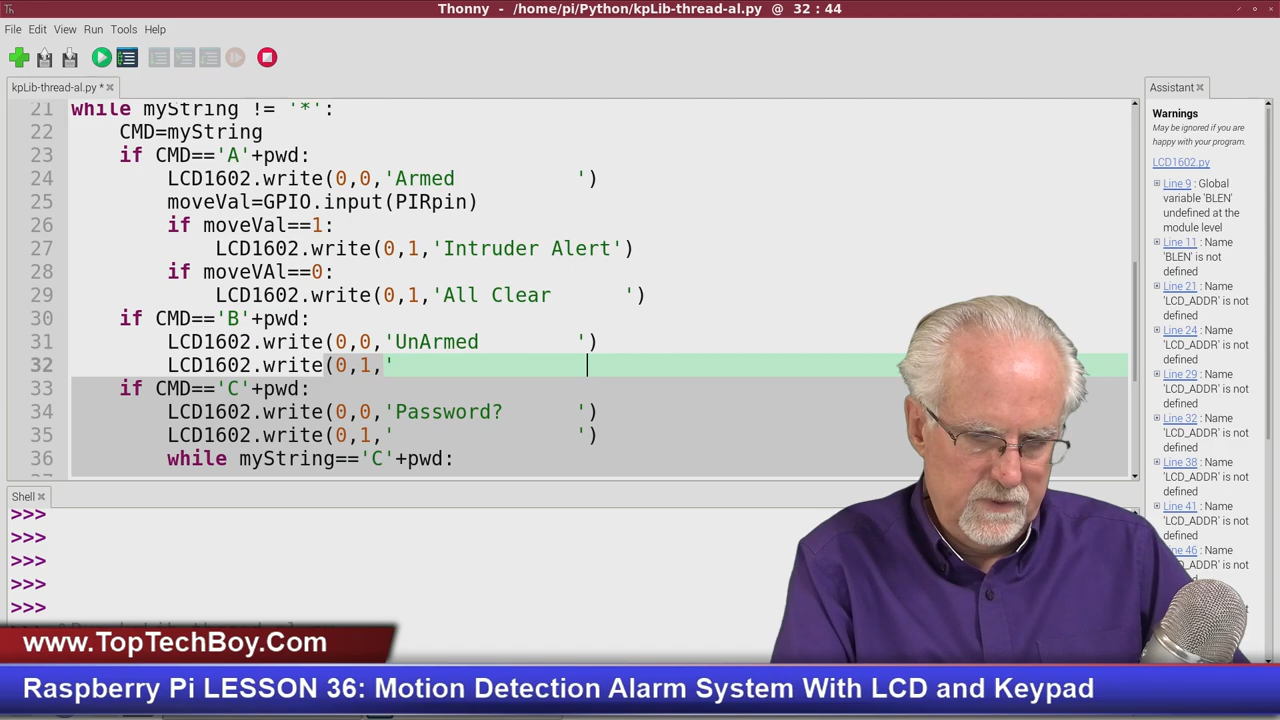 Thonny - /home/pi/Python/kpLib-thread-al.py @ 32 : 44
File Edit View Run Tools Help
kpLib-thread-al.py *
21 while myString != '*':
22 CMD=myString
23 if CMD=='A'+pwd:
24 LCD1602.write(0,0,'Armed          ')
25 moveVal=GPIO.input(PIRpin)
26 if moveVal==1:
27 LCD1602.write(0,1,'Intruder Alert')
28 if moveVAl==0:
29 LCD1602.write(0,1,'All Clear      ')
30 if CMD=='B'+pwd:
31 LCD1602.write(0,0,'UnArmed        ')
32 LCD1602.write(0,1,'
33 if CMD=='C'+pwd:
34 LCD1602.write(0,0,'Password?      ')
35 LCD1602.write(0,1,'               ')
36 while myString=='C'+pwd:
Shell
>>>
>>>
>>>
>>>
>>>
Assistant
Warnings
May be ignored if you are
happy with your program.
LCD1602.py
Line 9 : Global
variable 'BLEN'
undefined at the
module level
Line 11 : Name
'BLEN' is not
defined
Line 21 : Name
'LCD_ADDR' is not
defined
Line 24 : Name
'LCD_ADDR' is not
defined
Line 29 : Name
'LCD_ADDR' is not
defined
Line 32 : Name
'LCD_ADDR' is not
defined
Line 38 : Name
'LCD_ADDR' is not
defined
Line 41 : Name
'LCD_ADDR' is not
defined
Line 46 : Name
is not
www.TopTechBoy.Com
Raspberry Pi LESSON 36: Motion Detection Alarm System With LCD and Keypad